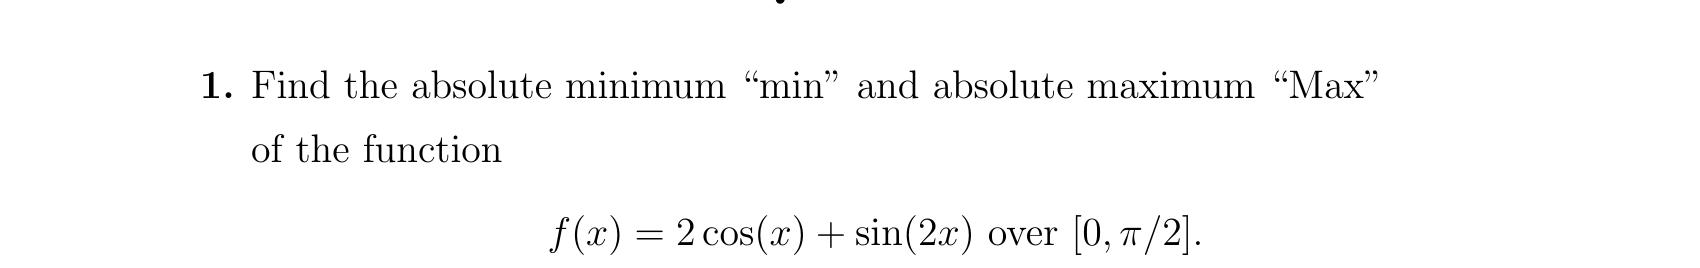 1. Find the absolute minimum “min” and absolute maximum “Max”
of the function
f(x) = 2 cos(x) + sin(2x) over [0, π/2].